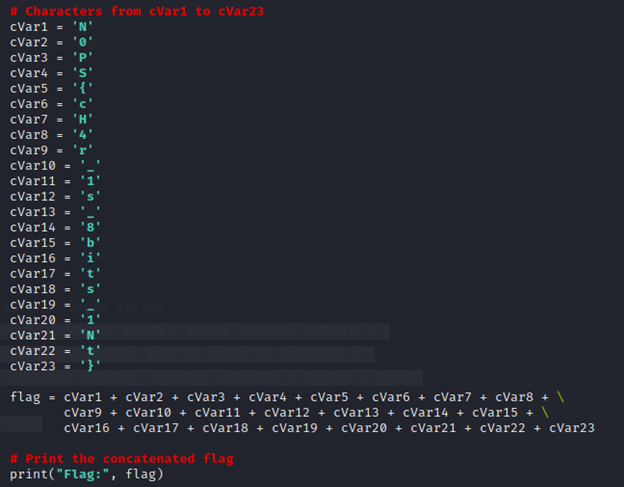 # Characters from cVar1 to cVar23
cVar1 = 'N'
cVar2 = '0'
cVar3 = 'P'
cVar4 = 'S'
cVar5 = '{'
cVar6 = 'c'
cVar7 = 'H'
cVar8 = '4'
cVar9 = 'r'
cVar10 = '_'
cVar11 = '1'
cVar12 = 's'
cVar13 = '_'
cVar14 = '8'
cVar15 = 'b'
cVar16 = 'i'
cVar17 = 't'
cVar18 = 's'
cVar19 = '_'
cVar20 = '1'
cVar21 = 'N'
cVar22 = 't'
cVar23 = '}'
flag = cVar1 + cVar2 + cVar3 + cVar4 + cVar5 + cVar6 + cVar7 + cVar8 + \
cVar9 + cVar10 + cVar11 + cVar12 + cVar13 + cVar14 + cVar15 + \
cVar16 + cVar17 + cVar18 + cVar19 + cVar20 + cVar21 + cVar22 + cVar23
# Print the concatenated flag
print("Flag:", flag)